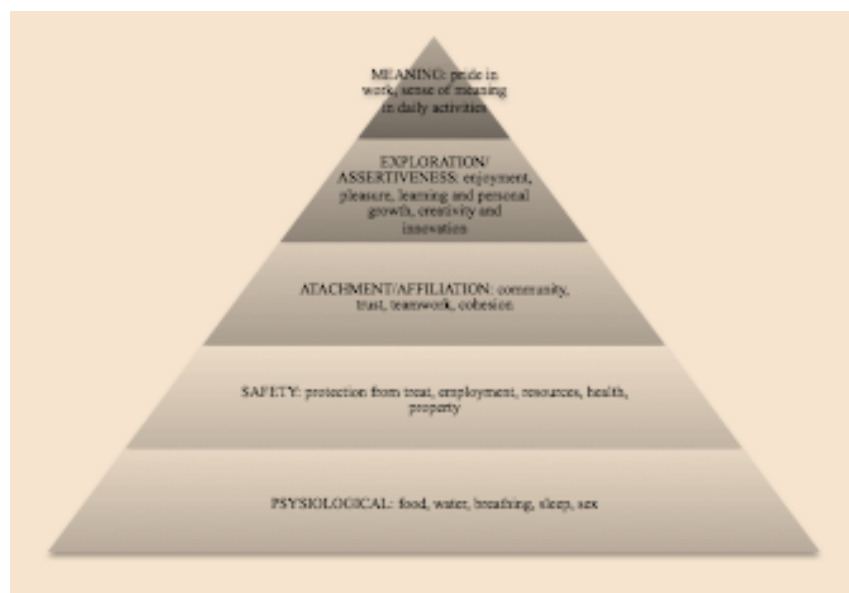 MEANING: pride in
work, sense of meaning
in daily activities
EXPLORATION/
ASSERTIVENESS: enjoyment,
pleasure, learning and personal
growth, creativity and
innovation
ATACHMENT/AFFILIATION: community,
trust, teamwork, cohesion
SAFETY: protection from treat, employment, resources, health,
property
PSYSIOLOGICAL: food, water, breathing, sleep, sex